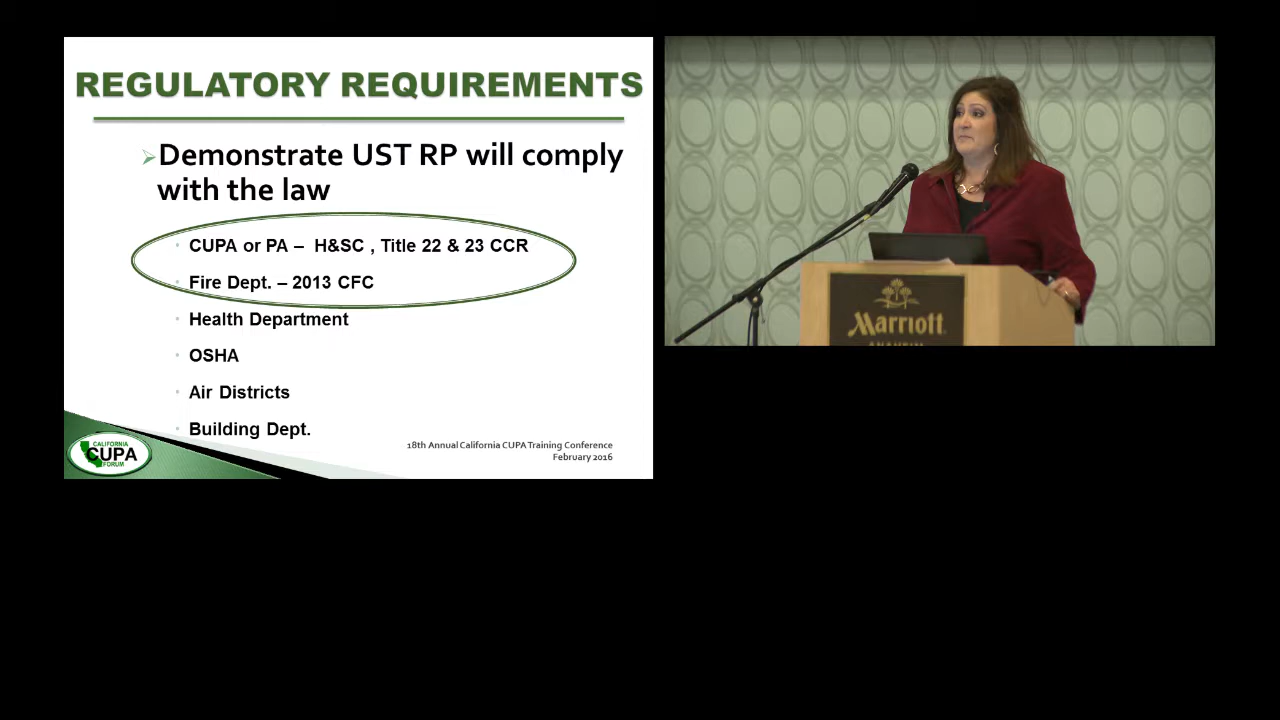 REGULATORY REQUIREMENTS
Demonstrate UST RP will comply
with the law
CUPA or PA – H&SC , Title 22 & 23 CCR
Fire Dept. – 2013 CFC
Health Department
OSHA
Air Districts
Building Dept.
18th Annual California CUPA Training Conference
February 2016
CALIFORNIA
CUPA
FORUM
Marriott
ANAHEIM